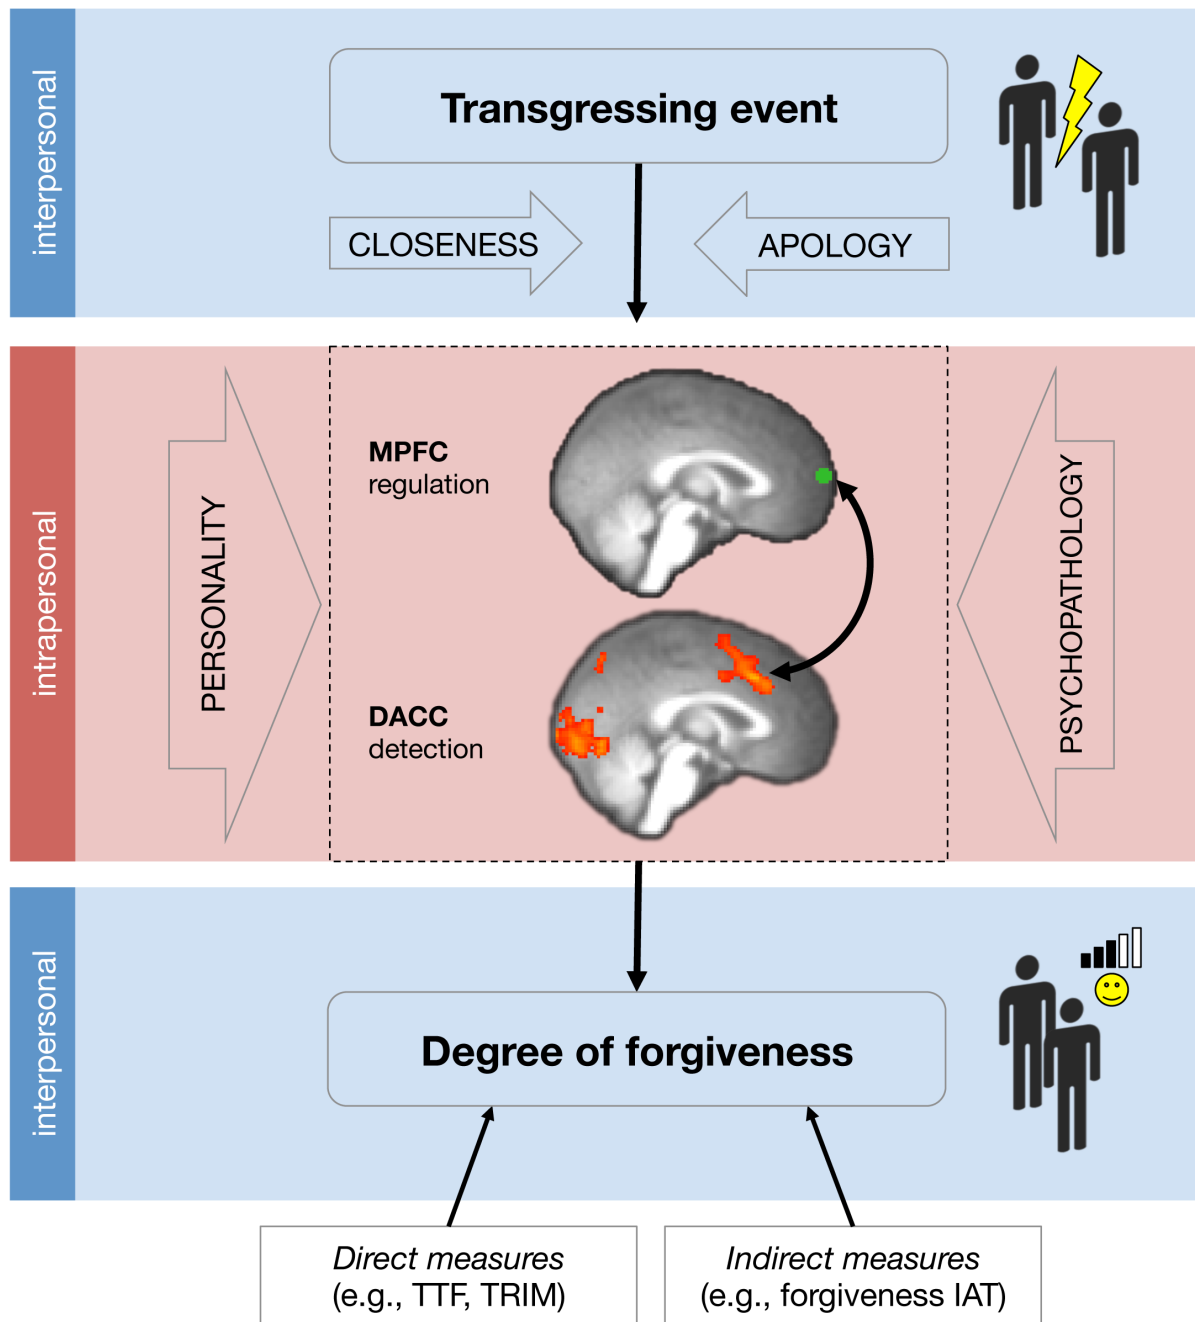 interpersonal
Transgressing event
CLOSENESS
APOLOGY
intrapersonal
PERSONALITY
MPFC
regulation
DACC
detection
PSYCHOPATHOLOGY
interpersonal
Degree of forgiveness
Direct measures
(e.g., TTF, TRIM)
Indirect measures
(e.g., forgiveness IAT)